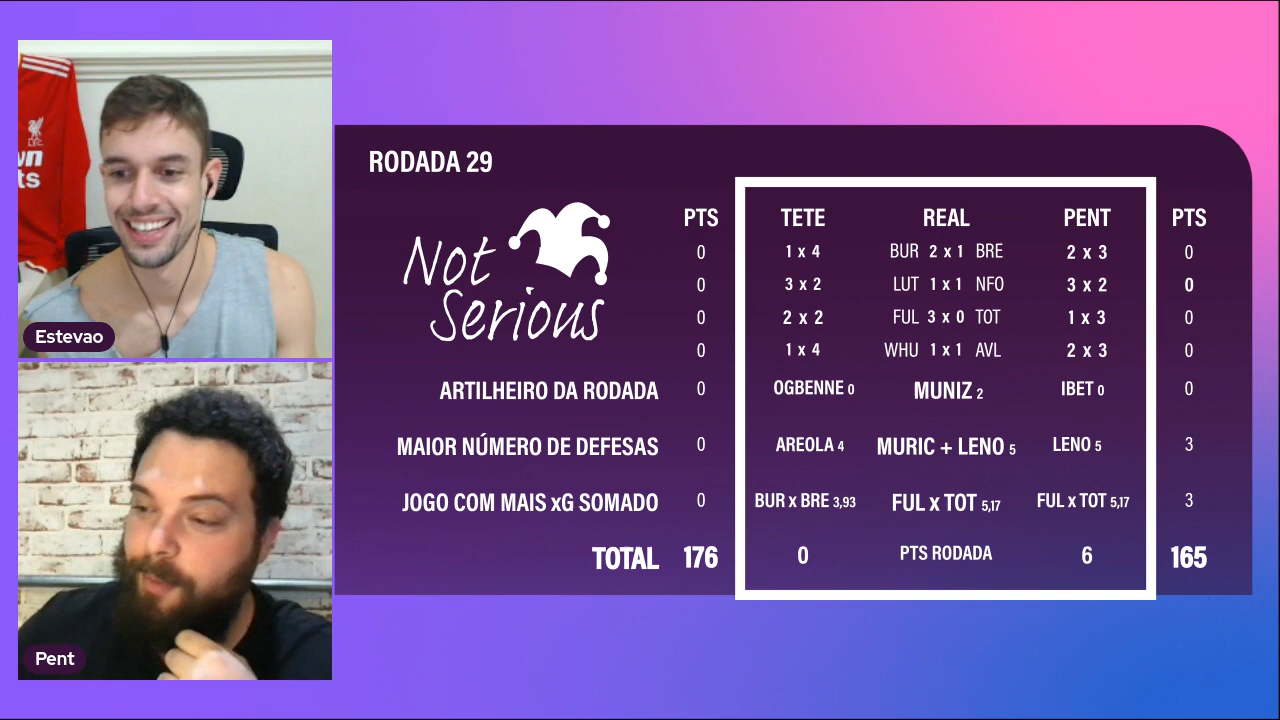 RODADA 29
Not
Serious
PTS TETE REAL PENT PTS
0 1 x 4 BUR 2 x 1 BRE 2 x 3 0
0 3 x 2 LUT 1 x 1 NFO 3 x 2 0
0 2 x 2 FUL 3 x 0 TOT 1 x 3 0
0 1 x 4 WHU 1 x 1 AVL 2 x 3 0
ARTILHEIRO DA RODADA 0 OGBENNE 0 MUNIZ 2 IBET 0 0
MAIOR NÚMERO DE DEFESAS 0 AREOLA 4 MURIC + LENO 5 LENO 5 3
JOGO COM MAIS xG SOMADO 0 BUR x BRE 3,93 FUL x TOT 5,17 FUL x TOT 5,17 3
TOTAL 176 0 PTS RODADA 6 165
L.F.C.
wn
ts
Estevao
Pent